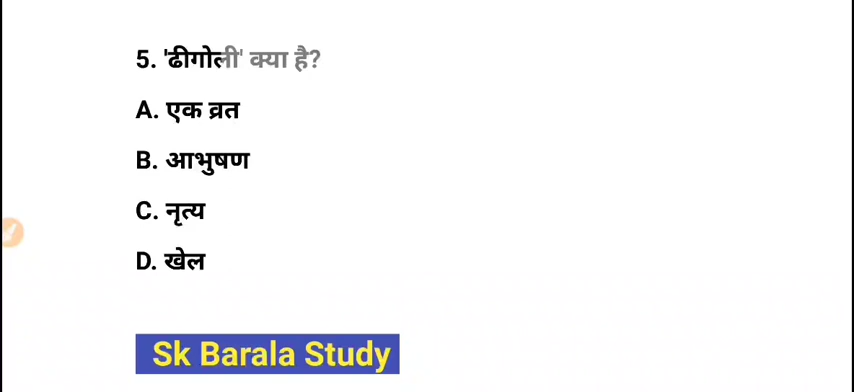 5. 'ढीगोली' क्या है?
A. एक व्रत
B. आभुषण
C. नृत्य
D. खेल
Sk Barala Study